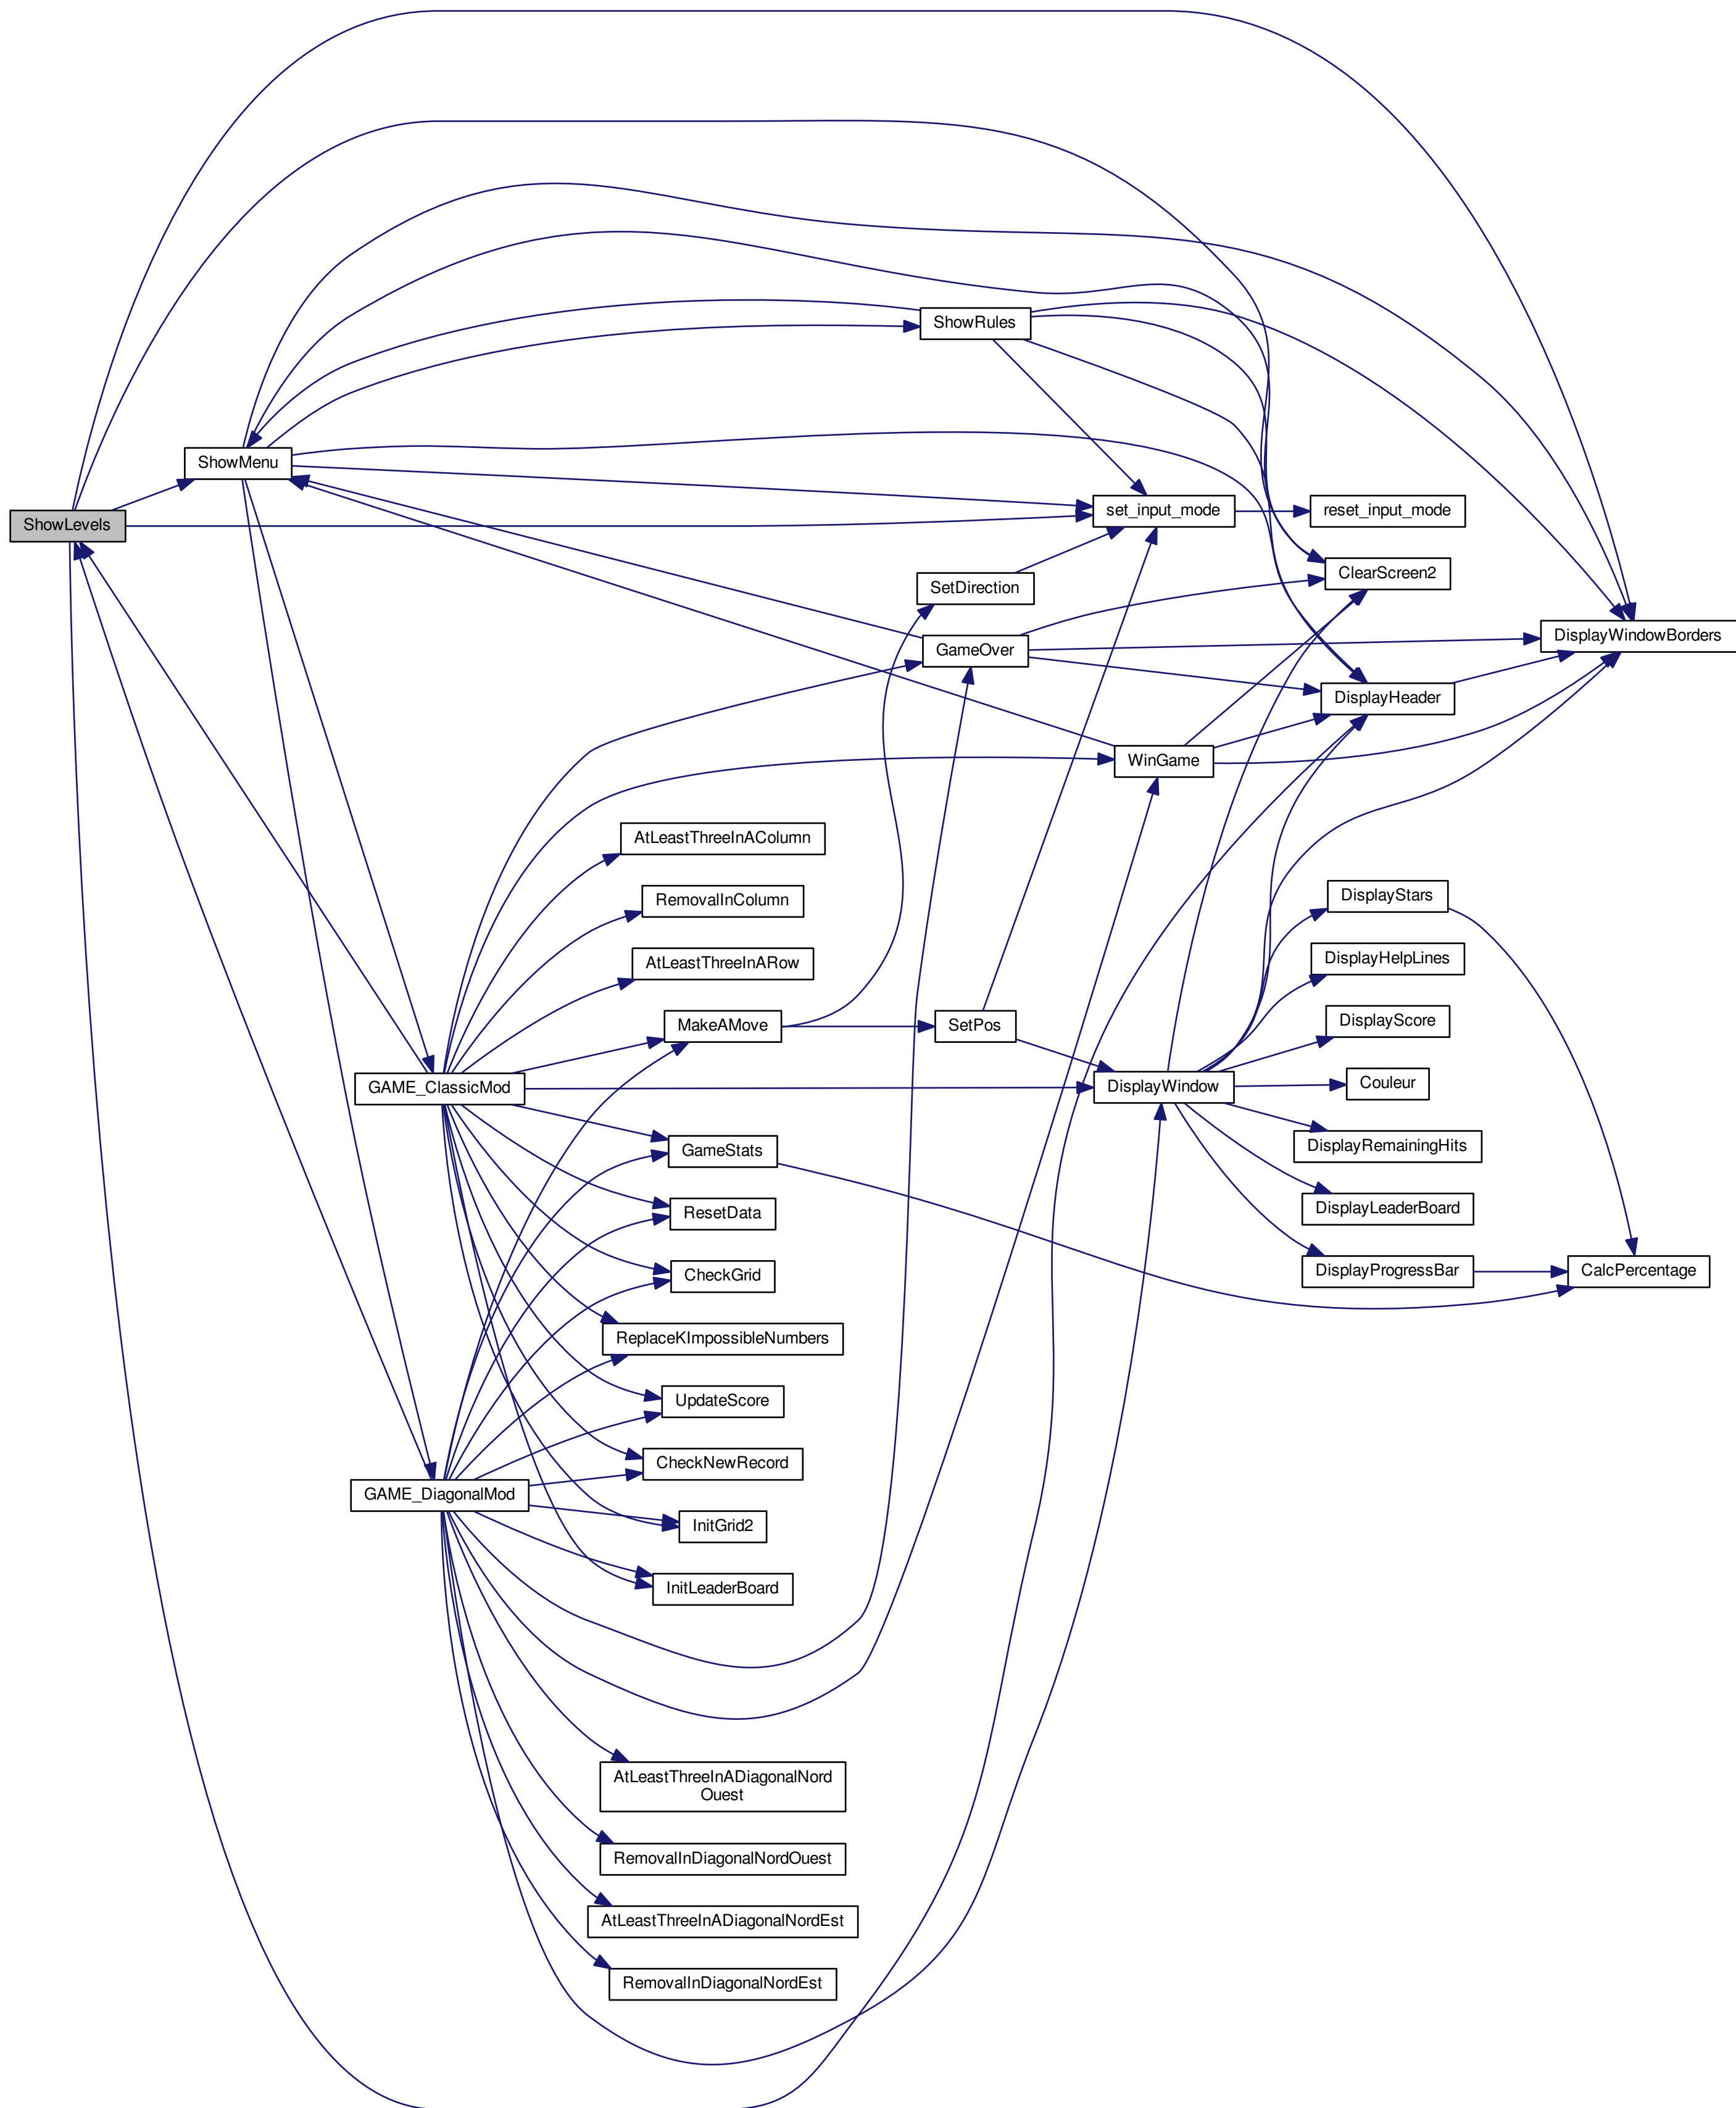 ShowRules
ShowMenu
set_input_mode
reset_input_mode
ShowLevels
ClearScreen2
SetDirection
DisplayWindowBorders
GameOver
DisplayHeader
WinGame
AtLeastThreeInAColumn
RemovalInColumn
DisplayStars
AtLeastThreeInARow
DisplayHelpLines
MakeAMove
SetPos
DisplayScore
GAME_ClassicMod
DisplayWindow
Couleur
GameStats
DisplayRemainingHits
ResetData
DisplayLeaderBoard
CheckGrid
DisplayProgressBar
CalcPercentage
ReplaceKImpossibleNumbers
UpdateScore
CheckNewRecord
GAME_DiagonalMod
InitGrid2
InitLeaderBoard
AtLeastThreeInADiagonalNord
Ouest
RemovalInDiagonalNordOuest
AtLeastThreeInADiagonalNordEst
RemovalInDiagonalNordEst